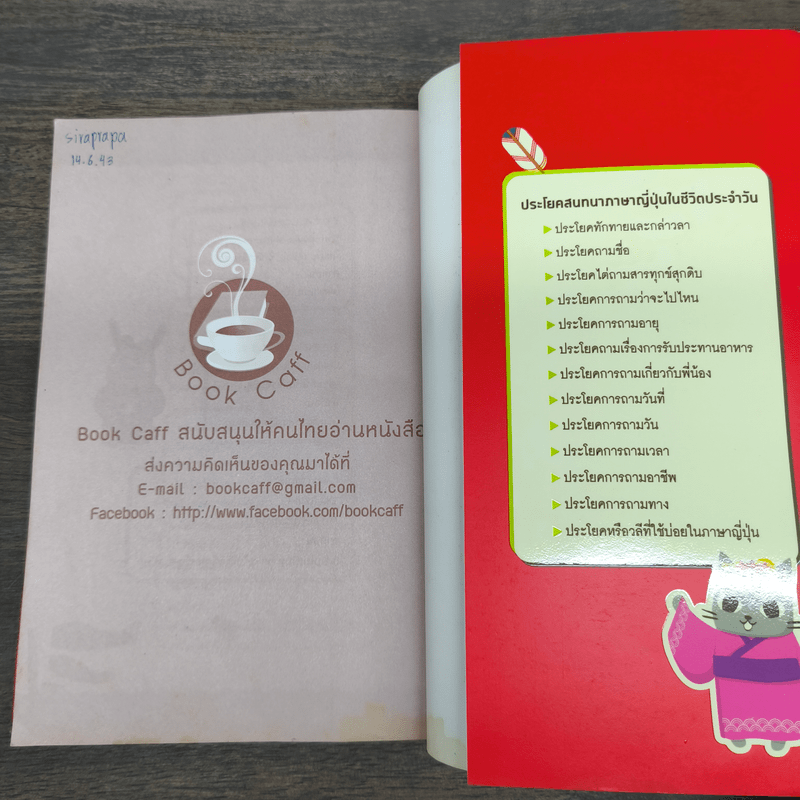 siraprapa
14.6.43
Book Caff
Book Caff สนับสนุนให้คนไทยอ่านหนังสือ
ส่งความคิดเห็นของคุณมาได้ที่
E-mail : bookcaff@gmail.com
Facebook : http://www.facebook.com/bookcaff
ประโยคสนทนาภาษาญี่ปุ่นในชีวิตประจำวัน
ประโยคทักทายและกล่าวลา
ประโยคถามชื่อ
ประโยคไต่ถามสารทุกข์สุกดิบ
ประโยคการถามว่าจะไปไหน
ประโยคการถามอายุ
ประโยคถามเรื่องการรับประทานอาหาร
ประโยคการถามเกี่ยวกับพี่น้อง
ประโยคการถามวันที่
ประโยคการถามวัน
ประโยคการถามเวลา
ประโยคการถามอาชีพ
ประโยคการถามทาง
ประโยคหรือวลีที่ใช้บ่อยในภาษาญี่ปุ่น